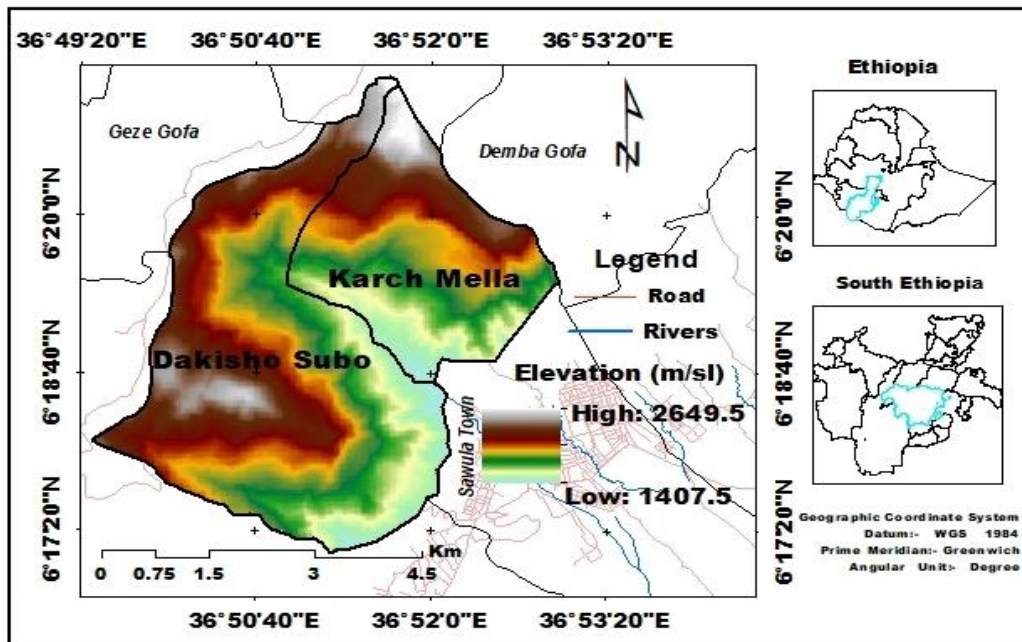 36°49'20"E 36°50'40"E 36°52'0"E 36°53'20"E
Geze Gofa
Demba Gofa
N
6°20'0"N
6°18'40"N
6°17'20"N
Karch Mella
Dakisho Subo
Legend
Road
Rivers
Elevation (m/sl)
High: 2649.5
Low: 1407.5
Sawula Town
Km
0 0.75 1.5 3 4.5
6°20'0"N
6°18'40"N
6°17'20"N
36°50'40"E 36°52'0"E 36°53'20"E
Ethiopia
South Ethiopia
Geographic Coordinate System
Datum:- WGS 1984
Prime Meridian:- Greenwich
Angular Unit:- Degree